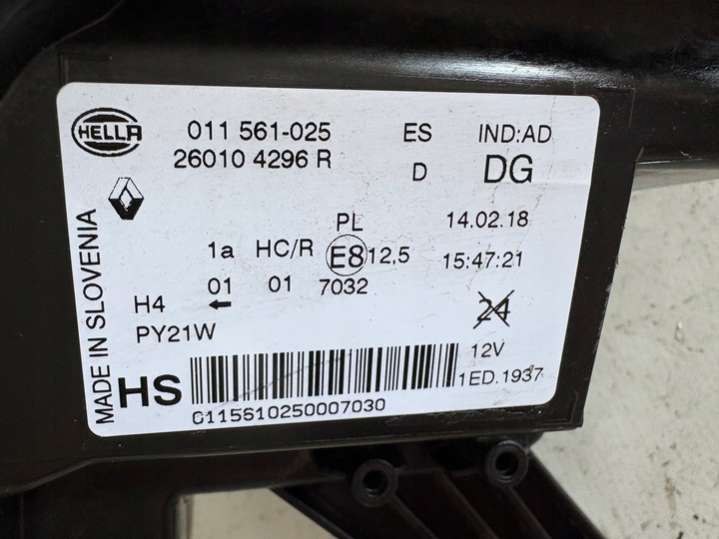 HELLA 011 561-025 ES IND:AD
26010 4296 R D DG
MADE IN SLOVENIA
PL 14.02.18
1a HC/R E8 12,5 15:47:21
01 ← 01 7032
H4 24
PY21W 12V
HS 1ED.1937
0115610250007030